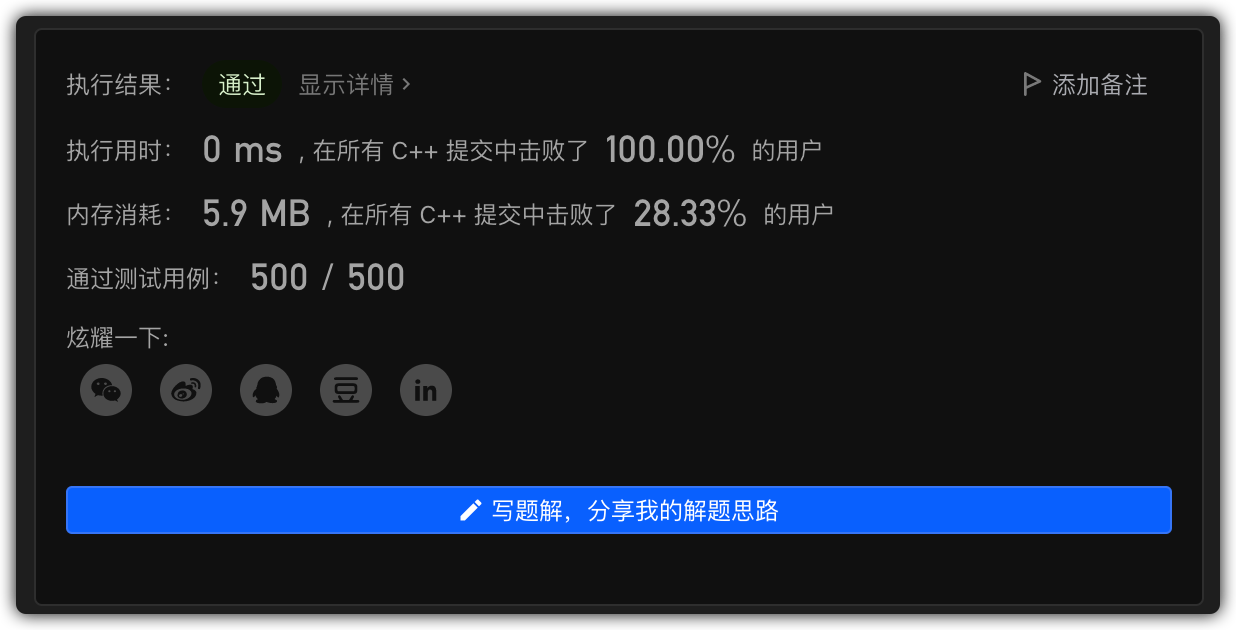 执行结果： 通过 显示详情 > 添加备注
执行用时： 0 ms , 在所有 C++ 提交中击败了 100.00% 的用户
内存消耗： 5.9 MB , 在所有 C++ 提交中击败了 28.33% 的用户
通过测试用例： 500 / 500
炫耀一下:
豆 in
写题解，分享我的解题思路